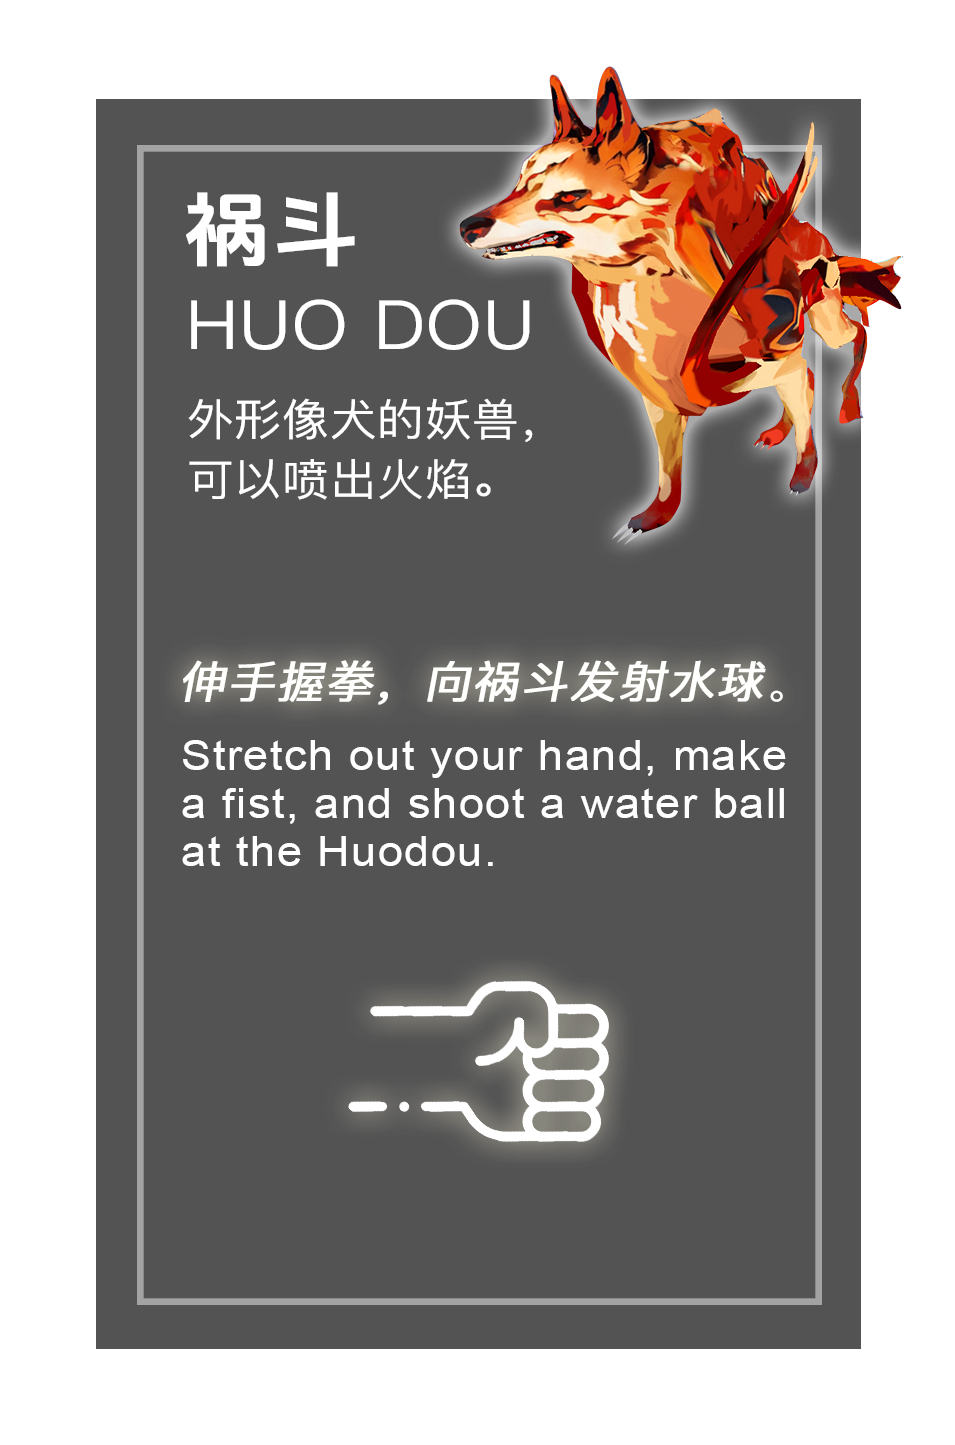 祸斗
HUO DOU
外形像犬的妖兽，
可以喷出火焰。
伸手握拳，向祸斗发射水球。
Stretch out your hand, make
a fist, and shoot a water ball
at the Huodou.